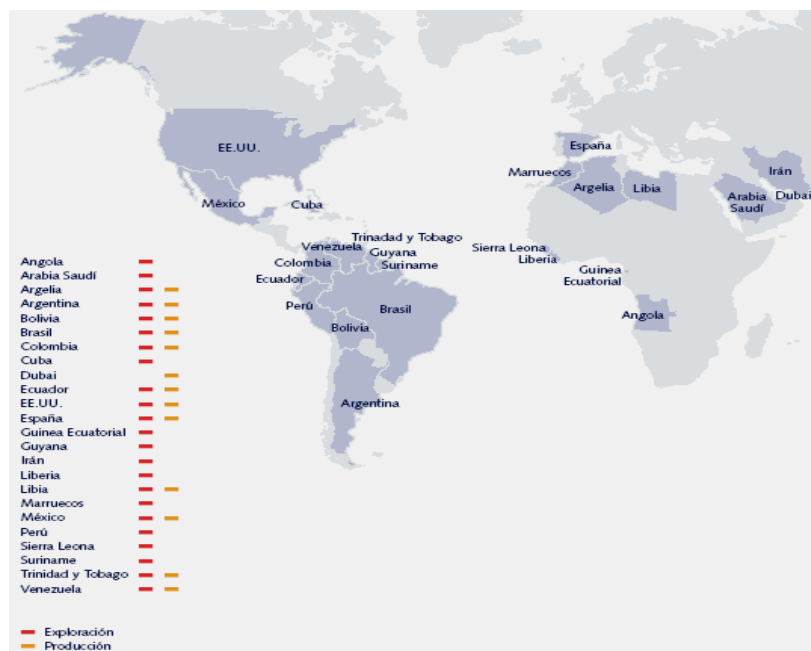 EE.UU.
México
Cuba
España
Marruecos
Argelia
Libia
Irán
Dubai
Arabia
Saudí
Trinadad y Tobago
Venezuela
Guyana
Colombia
Suriname
Ecuador
Sierra Leona
Liberia
Guinea
Ecuatorial
Perú
Brasil
Bolivia
Angola
Argentina
Angola
Arabia Saudí
Argelia
Argentina
Bolivia
Brasil
Colombia
Cuba
Dubai
Ecuador
EE.UU.
España
Guinea Ecuatorial
Guyana
Irán
Liberia
Libia
Marruecos
México
Perú
Sierra Leona
Suriname
Trinidad y Tobago
Venezuela
Exploración
Producción